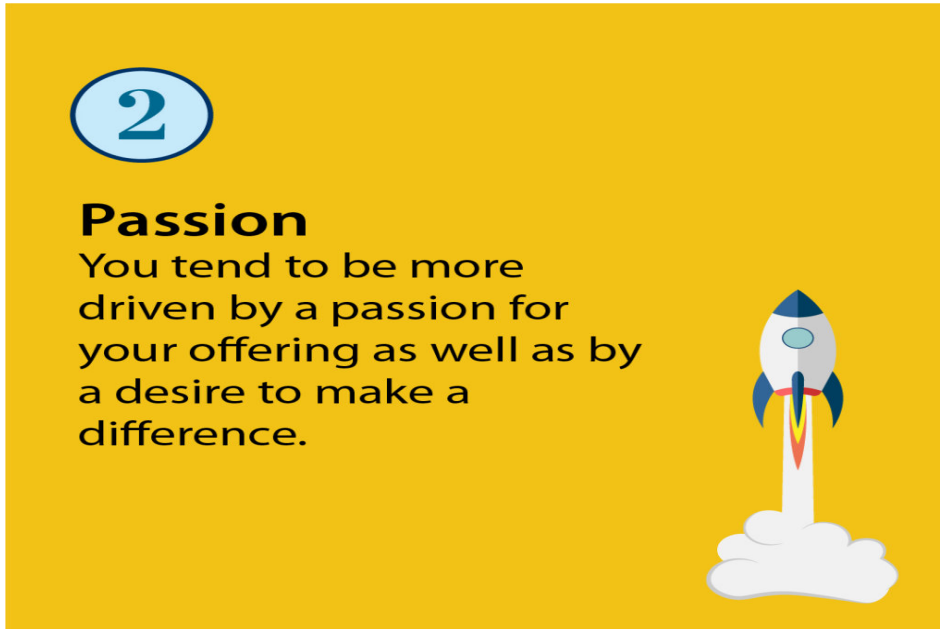 2
Passion
You tend to be more
driven by a passion for
your offering as well as by
a desire to make a
difference.